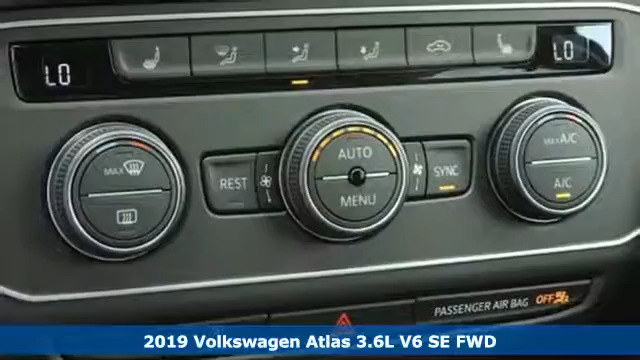 LO
LO
MAX
MAX A/C
AUTO
REST
SYNC
A/C
MENU
PASSENGER AIR BAG OFF
2019 Volkswagen Atlas 3.6L V6 SE FWD